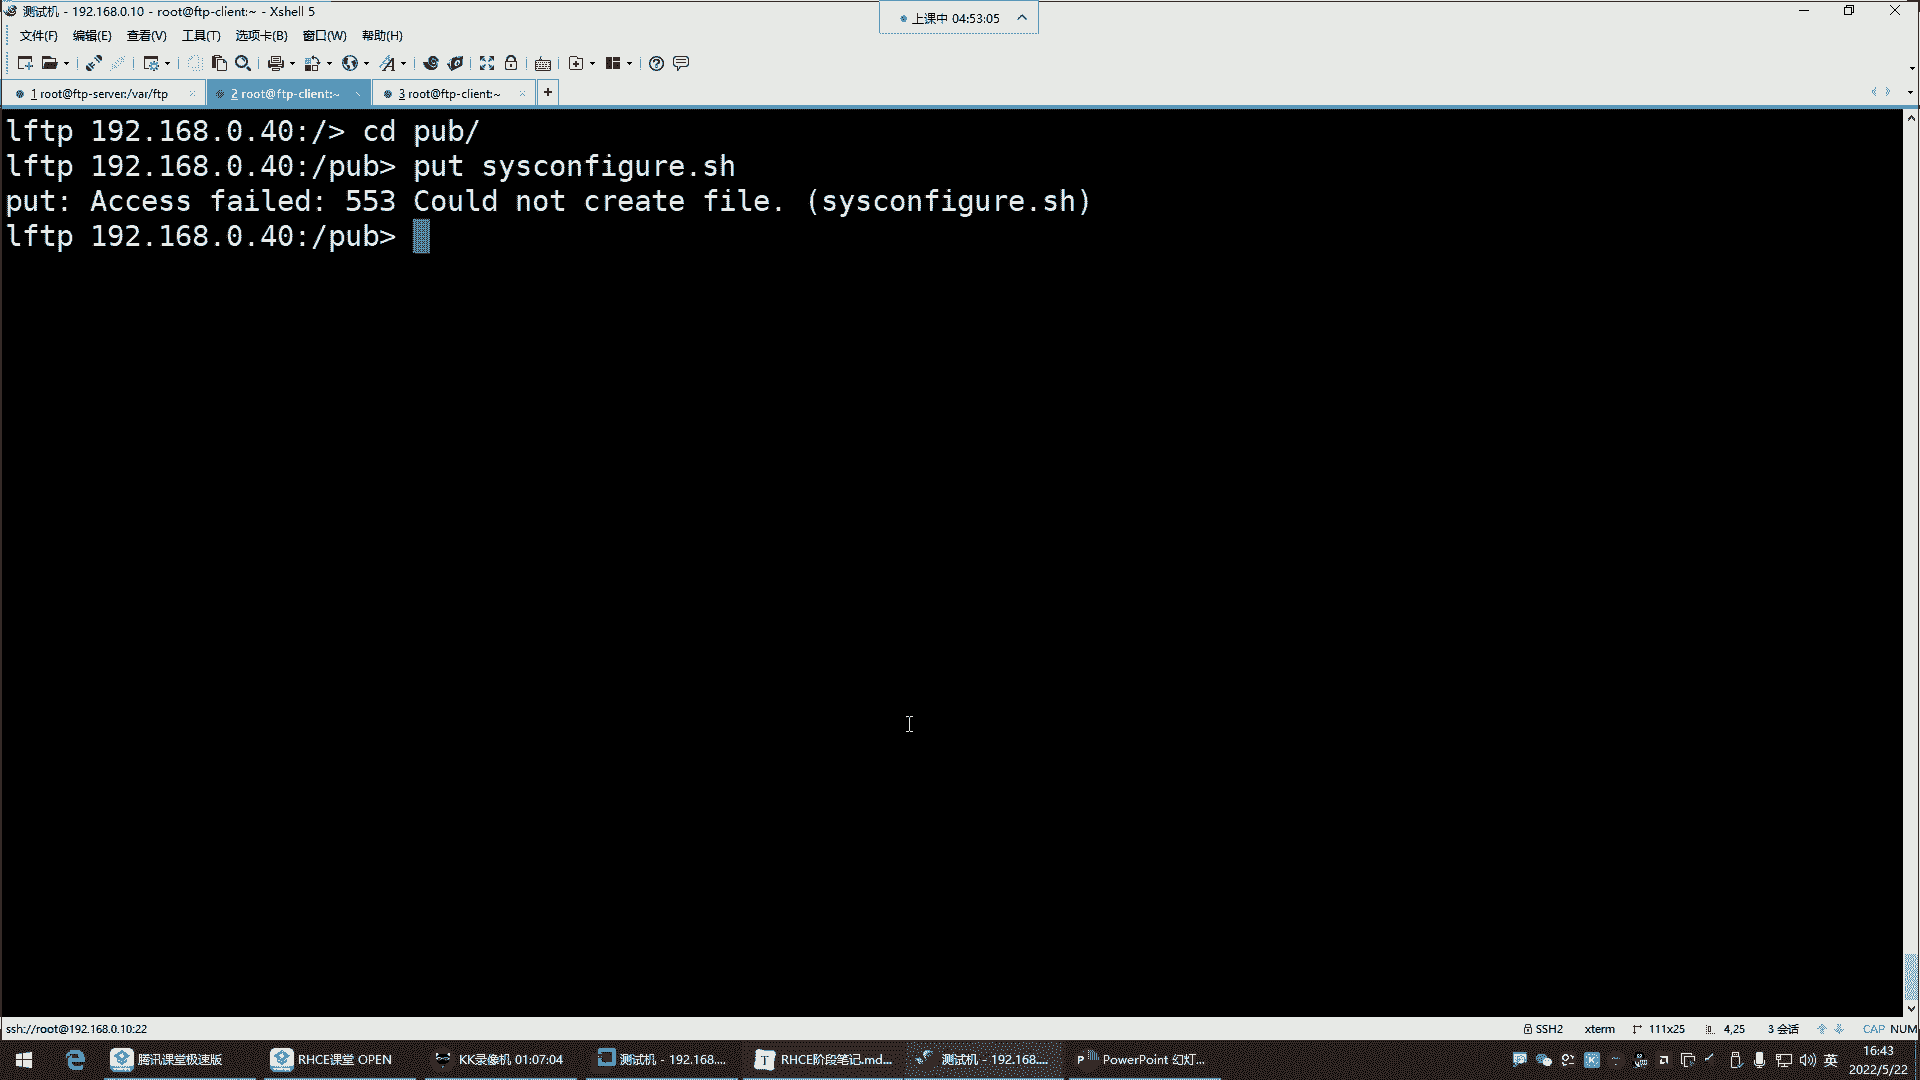 测试机 - 192.168.0.10 - root@ftp-client:~ - Xshell 5
上课中 04:53:05
文件(F) 编辑(E) 查看(V) 工具(T) 选项卡(B) 窗口(W) 帮助(H)
1 root@ftp-server:/var/ftp 2 root@ftp-client:~ 3 root@ftp-client:~
lftp 192.168.0.40:/> cd pub/
lftp 192.168.0.40:/pub> put sysconfigure.sh
put: Access failed: 553 Could not create file. (sysconfigure.sh)
lftp 192.168.0.40:/pub>
ssh://root@192.168.0.10:22 SSH2 xterm 111x25 4,25 3 会话 CAP NUM
腾讯课堂极速版 RHCE课堂 OPEN KK录像机 01:07:04 测试机 - 192.168.... RHCE阶段笔记.md... 测试机 - 192.168.... PowerPoint 幻灯... 英 16:43
2022/5/22